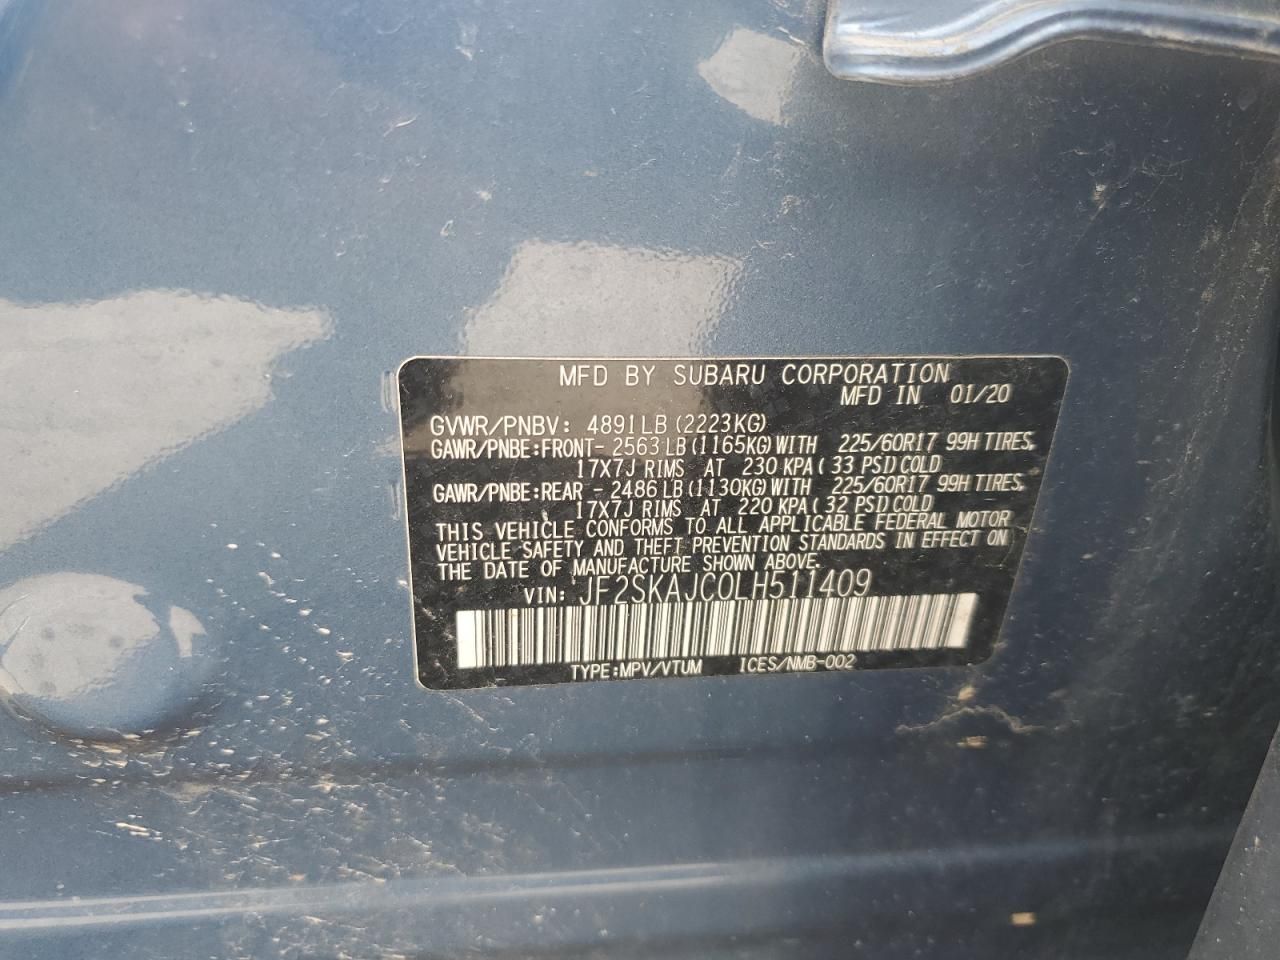 MFD BY SUBARU CORPORATION
MFD IN 01/20
GVWR/PNBV: 4891LB (2223KG)
GAWR/PNBE:FRONT- 2563LB (1165KG) WITH 225/60R17 99H TIRES,
17X7J RIMS AT 230 KPA ( 33 PSI) COLD
GAWR/PNBE:REAR - 2486LB (1130KG) WITH 225/60R17 99H TIRES,
17X7J RIMS AT 220 KPA ( 32 PSI) COLD
THIS VEHICLE CONFORMS TO ALL APPLICABLE FEDERAL MOTOR
VEHICLE SAFETY AND THEFT PREVENTION STANDARDS IN EFFECT ON
THE DATE OF MANUFACTURE SHOWN ABOVE.
VIN: JF2SKAJC0LH511409
TYPE:MPV/VTUM ICES/NMB-002